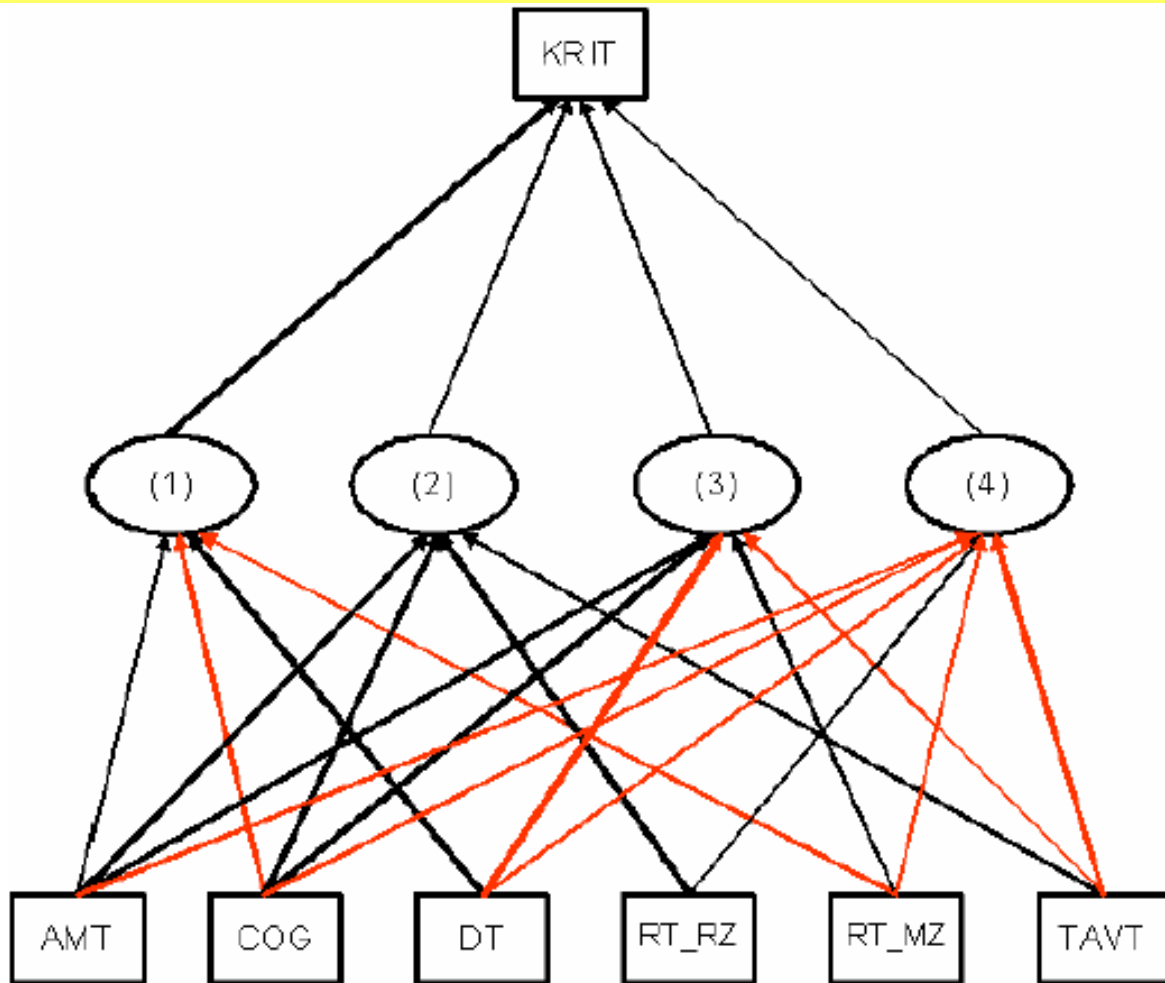 KRIT
(1) (2) (3) (4)
AMT COG DT RT_RZ RT_MZ TAVT